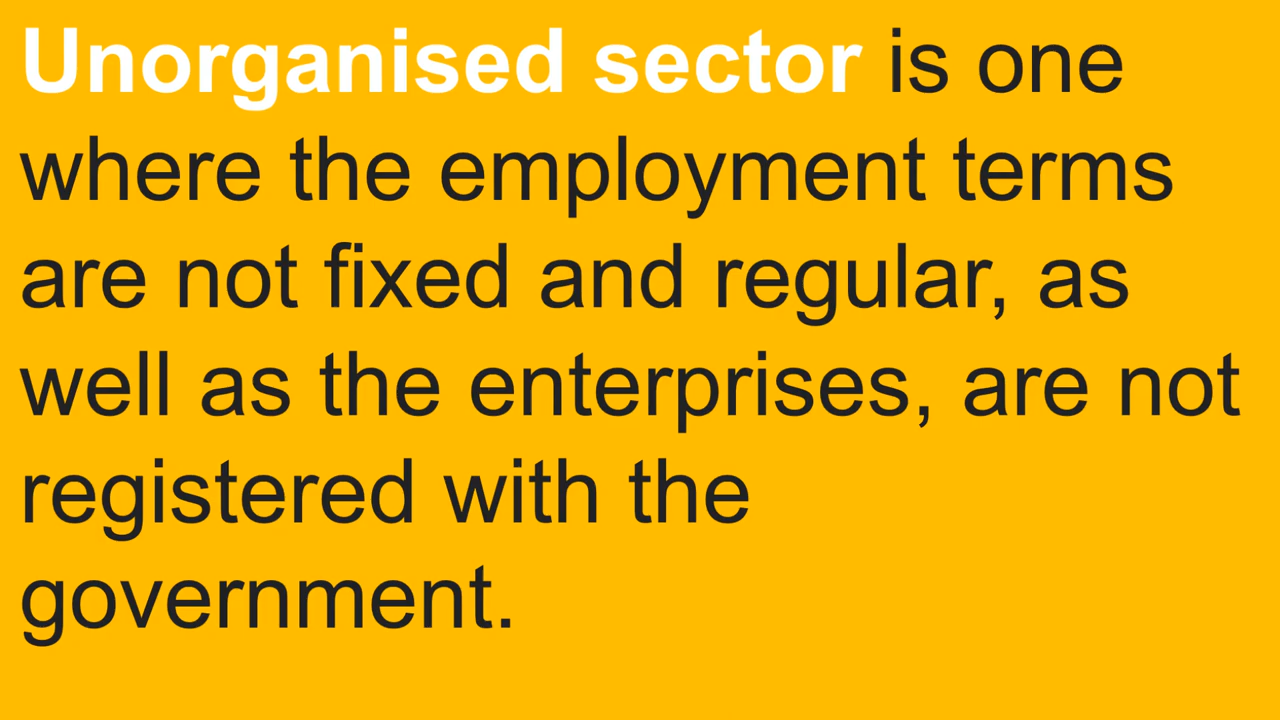 Unorganised sector is one
where the employment terms
are not fixed and regular, as
well as the enterprises, are not
registered with the
government.